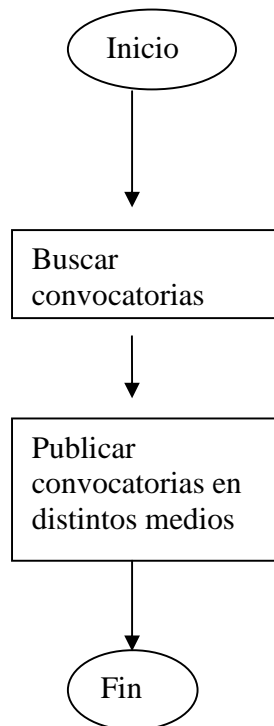 Inicio
Buscar
convocatorias
Publicar
convocatorias en
distintos medios
Fin